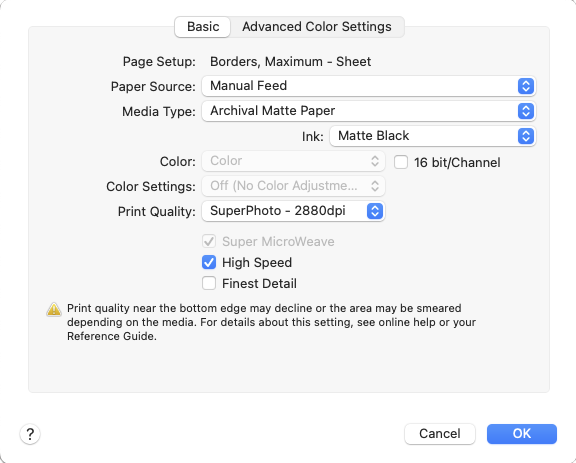 Basic Advanced Color Settings
Page Setup: Borders, Maximum - Sheet
Paper Source: Manual Feed
Media Type: Archival Matte Paper
Ink: Matte Black
Color: Color 16 bit/Channel
Color Settings: Off (No Color Adjustme...
Print Quality: SuperPhoto - 2880dpi
Super MicroWeave
High Speed
Finest Detail
Print quality near the bottom edge may decline or the area may be smeared
depending on the media. For details about this setting, see online help or your
Reference Guide.
? Cancel OK